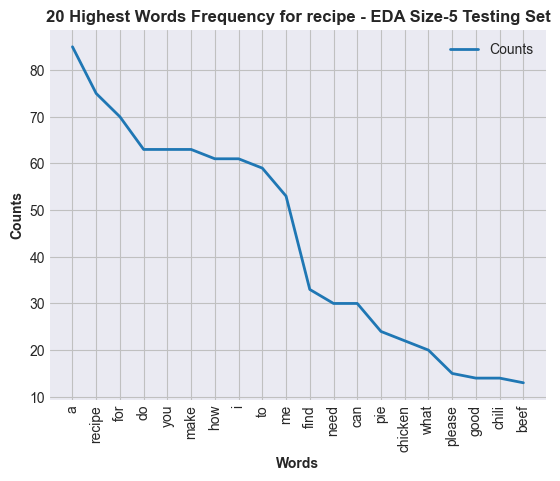 20 Highest Words Frequency for recipe - EDA Size-5 Testing Set
Counts
Counts
80
70
60
50
40
30
20
10
a
recipe
for
do
you
make
how
i
to
me
find
need
can
pie
chicken
what
please
good
chili
beef
Words